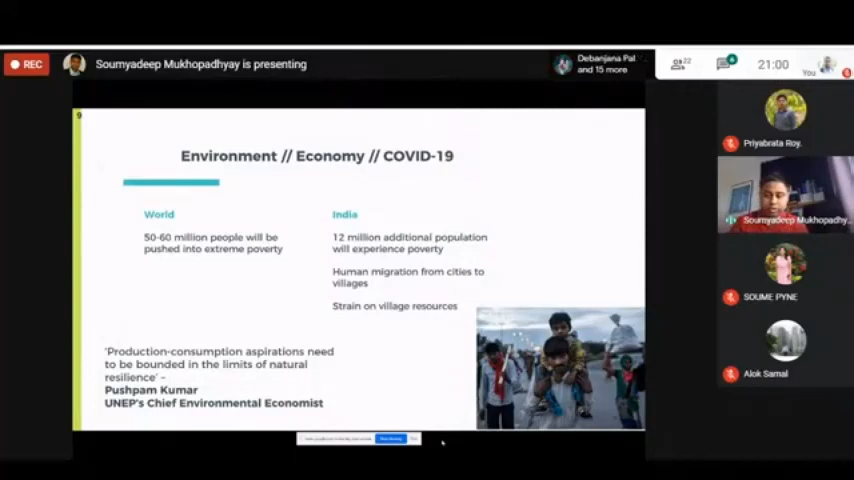 REC
Soumyadeep Mukhopadhyay is presenting
Debanjana Pal
and 15 more
22
6
21:00
You
9
Environment // Economy // COVID-19
World
50-60 million people will be
pushed into extreme poverty
India
12 million additional population
will experience poverty
Human migration from cities to
villages
Strain on village resources
'Production-consumption aspirations need
to be bounded in the limits of natural
resilience' –
Pushpam Kumar
UNEP's Chief Environmental Economist
Priyabrata Roy.
Soumyadeep Mukhopadhy...
SOUME PYNE
Alok Samal